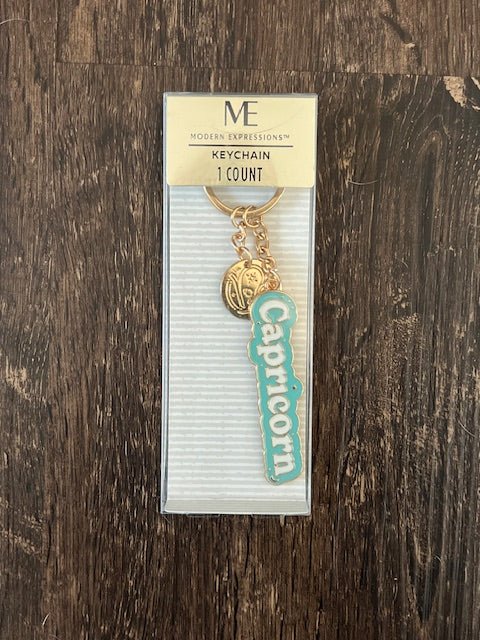 ME
MODERN EXPRESSIONS™
KEYCHAIN
1 COUNT
Capricorn